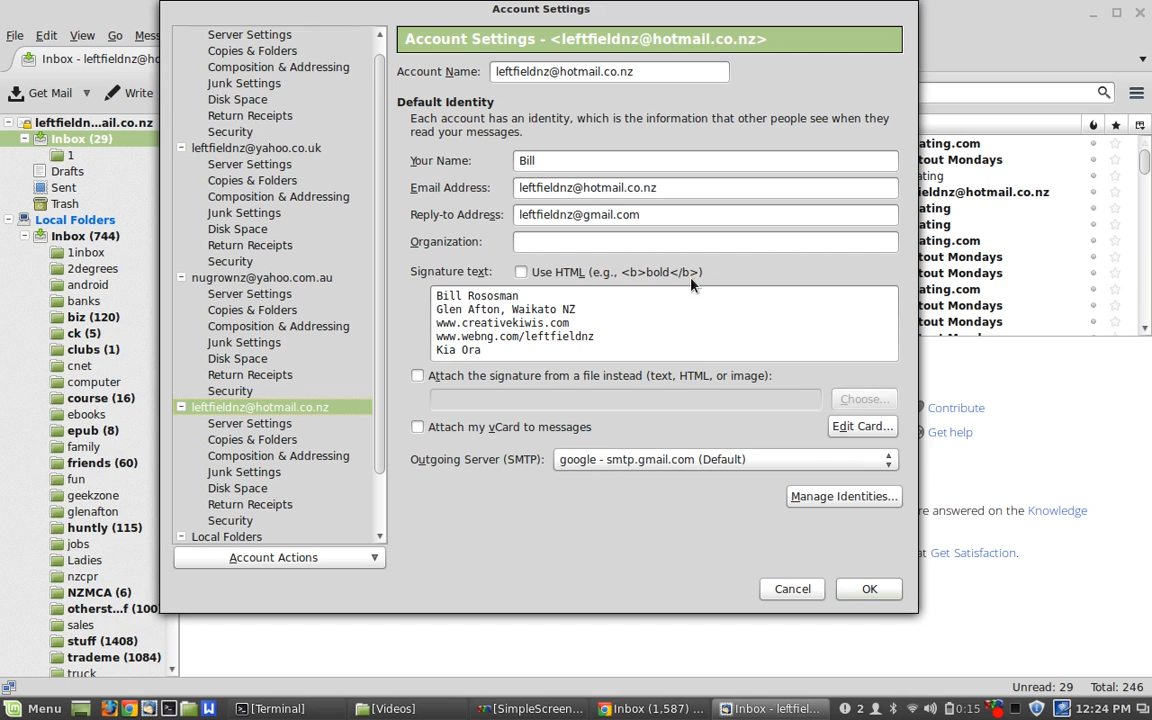 Account Settings
File Edit View Go Mess
Inbox - leftfieldnz@ho
Get Mail Write
leftfieldn...ail.co.nz
Inbox (29)
1
Drafts
Sent
Trash
Local Folders
Inbox (744)
1inbox
2degrees
android
banks
biz (120)
ck (5)
clubs (1)
cnet
computer
course (16)
ebooks
epub (8)
family
friends (60)
fun
geekzone
glenafton
huntly (115)
jobs
Ladies
nzcpr
NZMCA (6)
otherst...f (100
sales
stuff (1408)
trademe (1084)
truck
Server Settings
Copies & Folders
Composition & Addressing
Junk Settings
Disk Space
Return Receipts
Security
leftfieldnz@yahoo.co.uk
Server Settings
Copies & Folders
Composition & Addressing
Junk Settings
Disk Space
Return Receipts
Security
nugrownz@yahoo.com.au
Server Settings
Copies & Folders
Composition & Addressing
Junk Settings
Disk Space
Return Receipts
Security
leftfieldnz@hotmail.co.nz
Server Settings
Copies & Folders
Composition & Addressing
Junk Settings
Disk Space
Return Receipts
Security
Local Folders
Account Actions
Account Settings - <leftfieldnz@hotmail.co.nz>
Account Name: leftfieldnz@hotmail.co.nz
Default Identity
Each account has an identity, which is the information that other people see when they
read your messages.
Your Name: Bill
Email Address: leftfieldnz@hotmail.co.nz
Reply-to Address: leftfieldnz@gmail.com
Organization:
Signature text: Use HTML (e.g., <b>bold</b>)
Bill Rososman
Glen Afton, Waikato NZ
www.creativekiwis.com
www.webng.com/leftfieldnz
Kia Ora
Attach the signature from a file instead (text, HTML, or image):
Choose...
Attach my vCard to messages
Edit Card...
Outgoing Server (SMTP): google - smtp.gmail.com (Default)
Manage Identities...
Cancel OK
ating.com
tout Mondays
ating
ieldnz@hotmail.co.nz
ating
ating
ating.com
tout Mondays
tout Mondays
ating.com
tout Mondays
tout Mondays
Contribute
Get help
re answered on the Knowledge
at Get Satisfaction.
Unread: 29 Total: 246
Menu [Terminal] [Videos] [SimpleScreen... Inbox (1,587) ... Inbox - leftfiel... 2 0:15 12:24 PM